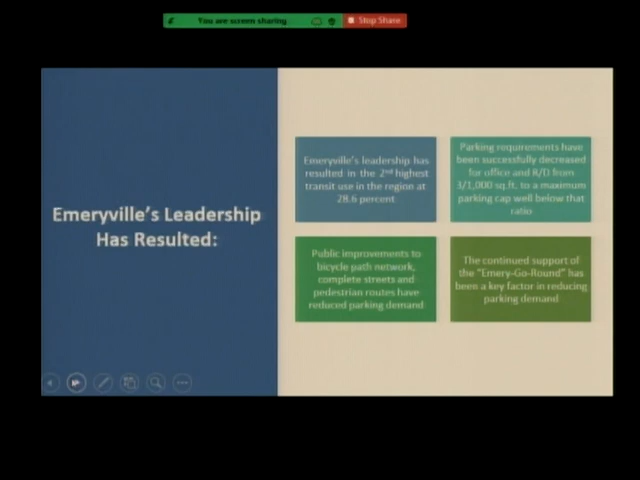 You are screen sharing
Stop Share
Emeryville's Leadership
Has Resulted:
Emeryville's leadership has
resulted in the 2nd highest
transit use in the region at
28.6 percent
Parking requirements have
been successfully decreased
for office and R/D from
3/1,000 sq.ft. to a maximum
parking cap well below that
ratio
Public improvements to
bicycle path network,
complete streets and
pedestrian routes have
reduced parking demand
The continued support of
the "Emery-Go-Round" has
been a key factor in reducing
parking demand